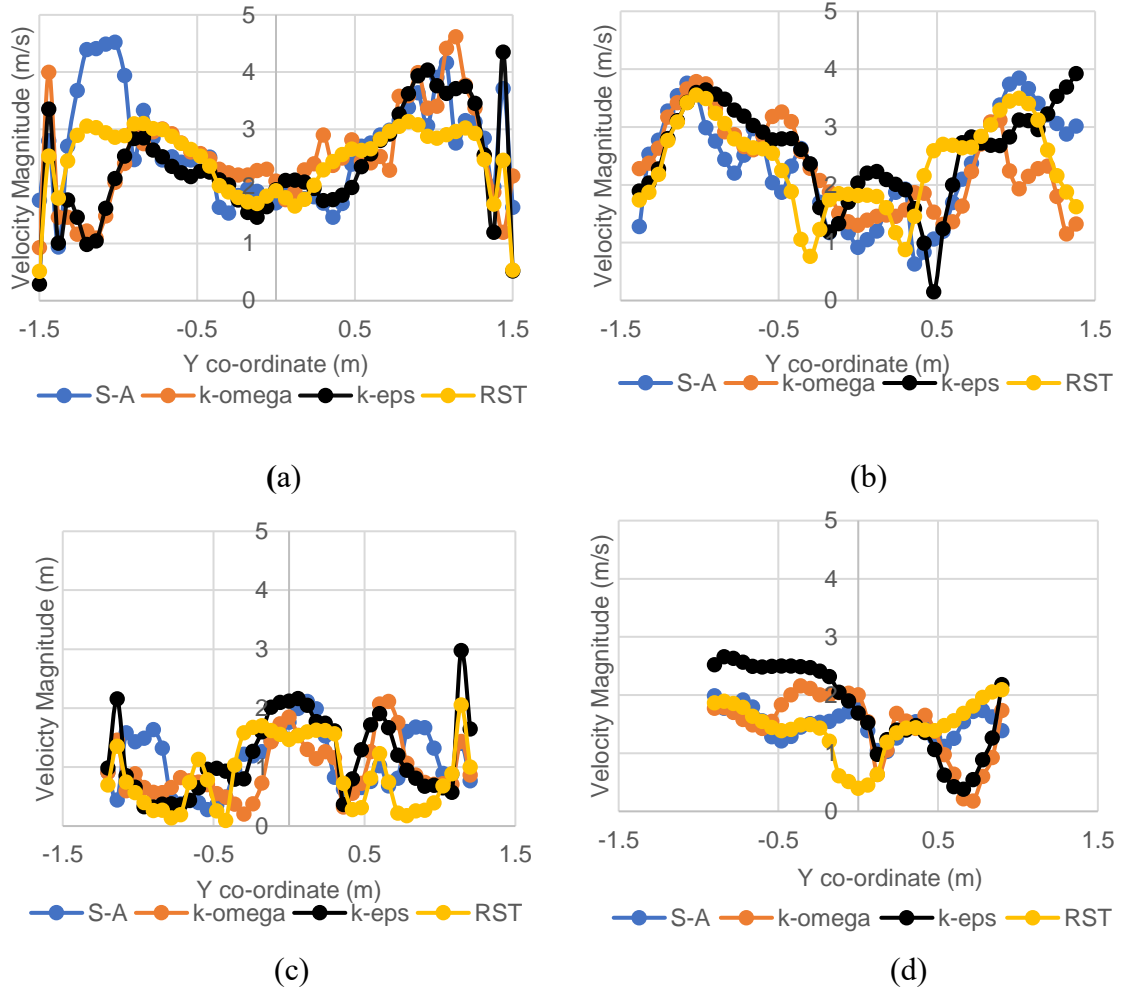 Velocity Magnitude (m/s)
5
4
3
2
1
0
-1.5 -0.5 0.5 1.5
Y co-ordinate (m)
S-A k-omega k-eps RST
(a)
Velocity Magnitude (m/s)
5
4
3
2
1
0
-1.5 -0.5 0.5 1.5
Y co-ordinate (m)
S-A k-omega k-eps RST
(b)
Veloicty Magnitude (m)
5
4
3
2
1
0
-1.5 -0.5 0.5 1.5
Y co-ordinate (m)
S-A k-omega k-eps RST
(c)
Velocity Magnitude (m/s)
5
4
3
2
1
0
-1.5 -0.5 0.5 1.5
Y co-ordinate (m)
S-A k-omega k-eps RST
(d)